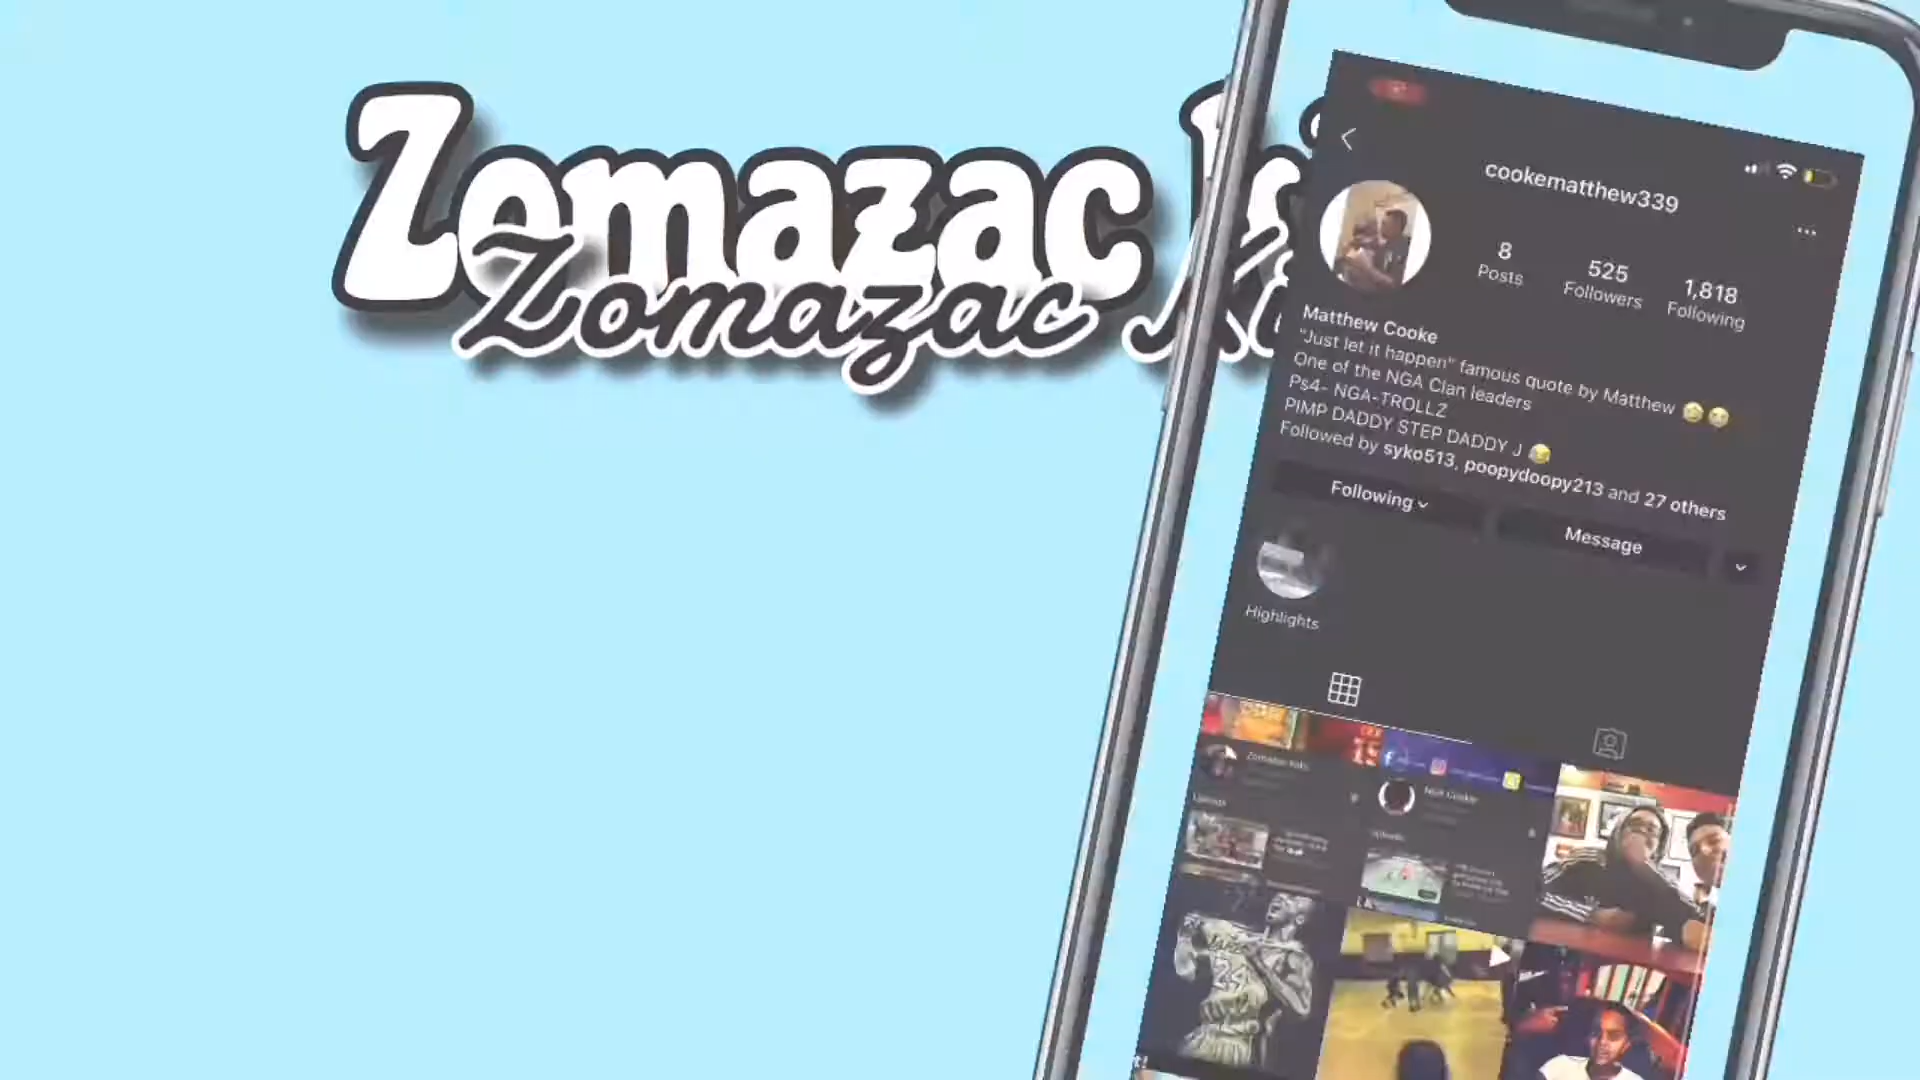 Zomazac
Zomazac
cookematthew339
8
Posts
525
Followers
1,818
Following
Matthew Cooke
"Just let it happen" famous quote by Matthew
One of the NGA Clan leaders
Ps4- NGA-TROLLZ
PIMP DADDY STEP DADDY J 😂
Followed by syko513, poopydoopy213 and 27 others
Following
Message
Highlights
24